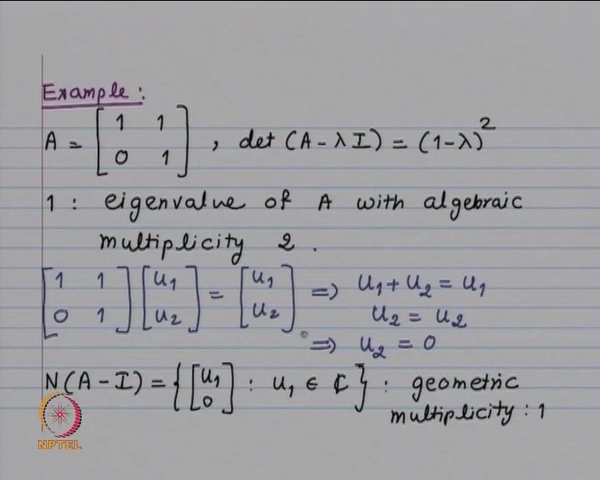 Example:
A = [1 1; 0 1], det (A - λI) = (1-λ)²
1 : eigenvalue of A with algebraic
multiplicity 2.
[1 1; 0 1] [u₁; u₂] = [u₁; u₂] ⇒ u₁ + u₂ = u₁
u₂ = u₂
⇒ u₂ = 0
N(A - I) = {[u₁; 0] : u₁ ∈ ℂ} : geometric
multiplicity : 1
NPTEL